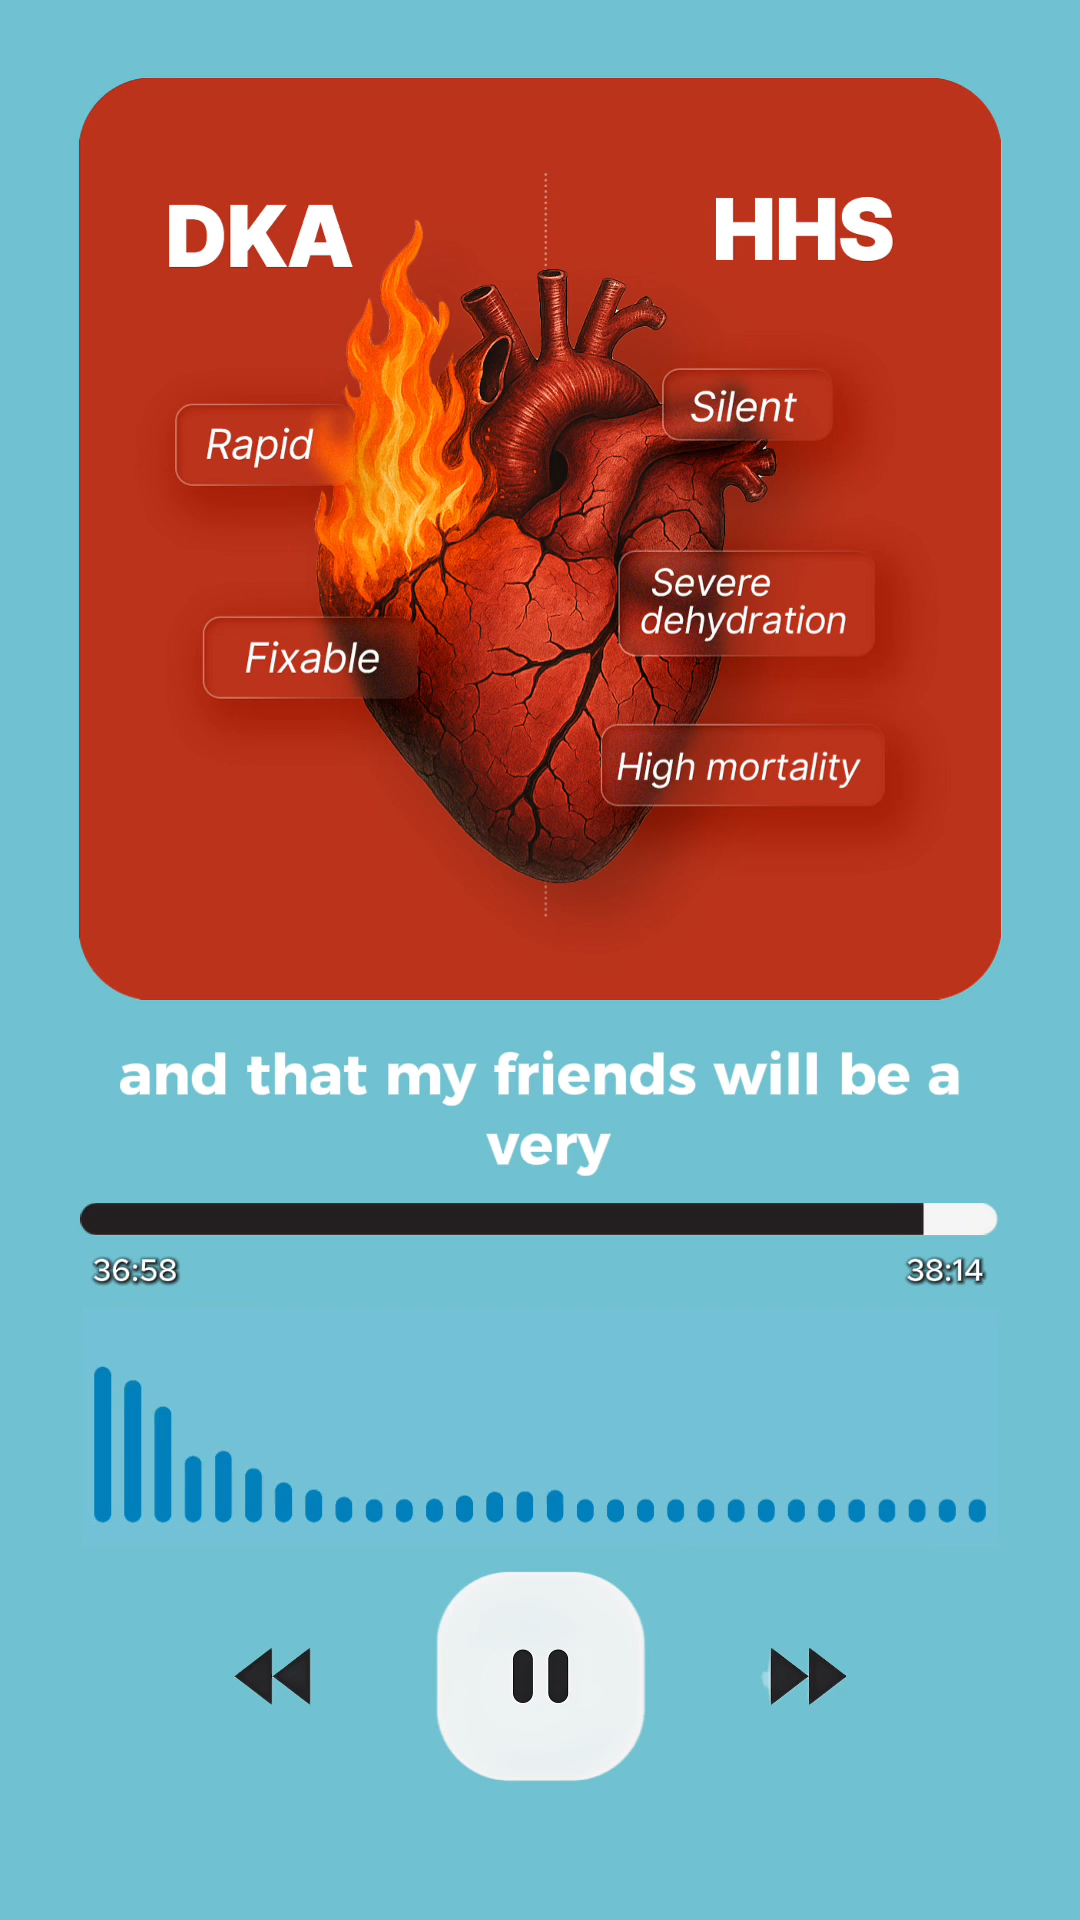 DKA
HHS
Rapid
Silent
Severe
dehydration
Fixable
High mortality
and that my friends will be a
very
36:58
38:14